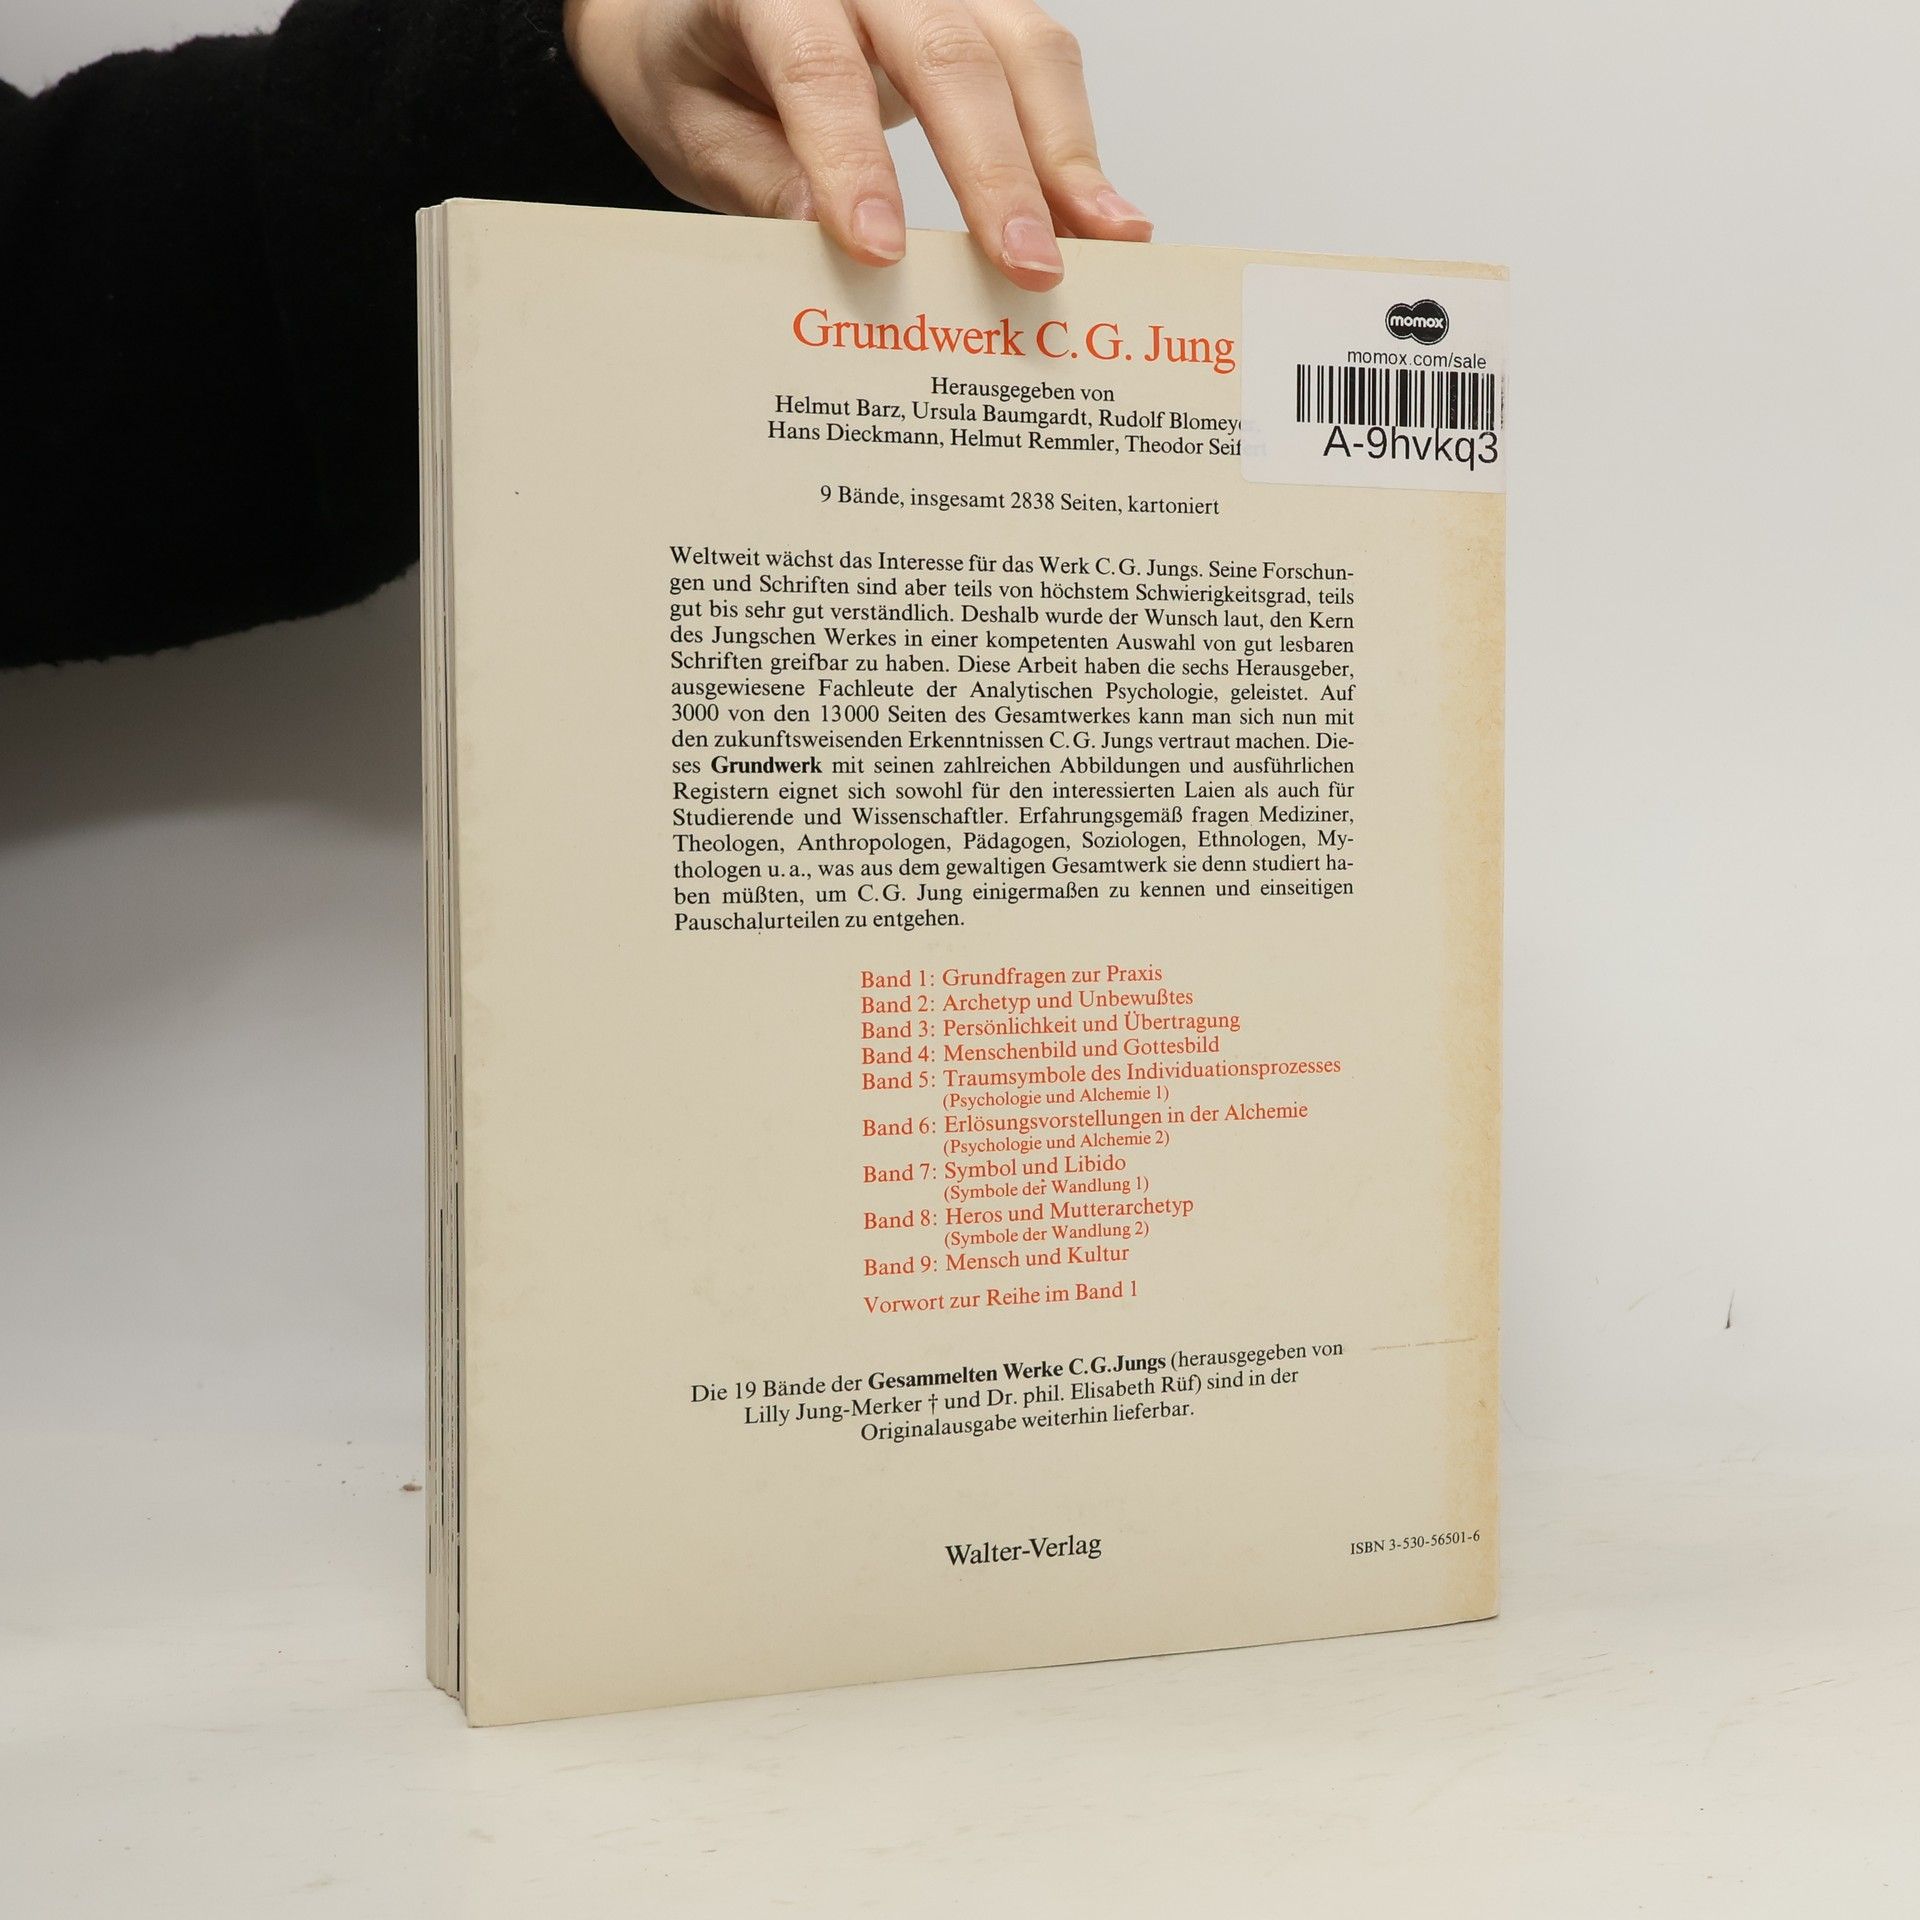 Grundwerk C. G. Jung
momox
momox.com/sale
A-9hvkq3
Herausgegeben von
Helmut Barz, Ursula Baumgardt, Rudolf
Hans Dieckmann, Helmut Remmler, Theodor
9 Bände, insgesamt 2838 Seiten, kartoniert
Weltweit wächst das Interesse für das Werk C. G. Jungs. Seine Forschun-
gen und Schriften sind aber teils von höchstem Schwierigkeitsgrad, teils
gut bis sehr gut verständlich. Deshalb wurde der Wunsch laut, den Kern
des Jungschen Werkes in einer kompetenten Auswahl von gut lesbaren
Schriften greifbar zu haben. Diese Arbeit haben die sechs Herausgeber,
ausgewiesene Fachleute der Analytischen Psychologie, geleistet. Auf
3000 von den 13000 Seiten des Gesamtwerkes kann man sich nun mit
den zukunftsweisenden Erkenntnissen C. G. Jungs vertraut machen. Die-
ses Grundwerk mit seinen zahlreichen Abbildungen und ausführlichen
Registern eignet sich sowohl für den interessierten Laien als auch für
Studierende und Wissenschaftler. Erfahrungsgemäß fragen Mediziner,
Theologen, Anthropologen, Pädagogen, Soziologen, Ethnologen, My-
thologen u. a., was aus dem gewaltigen Gesamtwerk sie denn studiert ha-
ben müßten, um C. G. Jung einigermaßen zu kennen und einseitigen
Pauschalurteilen zu entgehen.
Band 1: Grundfragen zur Praxis
Band 2: Archetyp und Unbewußtes
Band 3: Persönlichkeit und Übertragung
Band 4: Menschenbild und Gottesbild
Band 5: Traumsymbole des Individuationsprozesses
(Psychologie und Alchemie 1)
Band 6: Erlösungsvorstellungen in der Alchemie
(Psychologie und Alchemie 2)
Band 7: Symbol und Libido
(Symbole der Wandlung 1)
Band 8: Heros und Mutterarchetyp
(Symbole der Wandlung 2)
Band 9: Mensch und Kultur
Vorwort zur Reihe im Band 1
Die 19 Bände der Gesammelten Werke C.G.Jungs (herausgegeben von
Lilly Jung-Merker † und Dr. phil. Elisabeth Rüf) sind in der
Originalausgabe weiterhin lieferbar.
Walter-Verlag
ISBN 3-530-56501-6